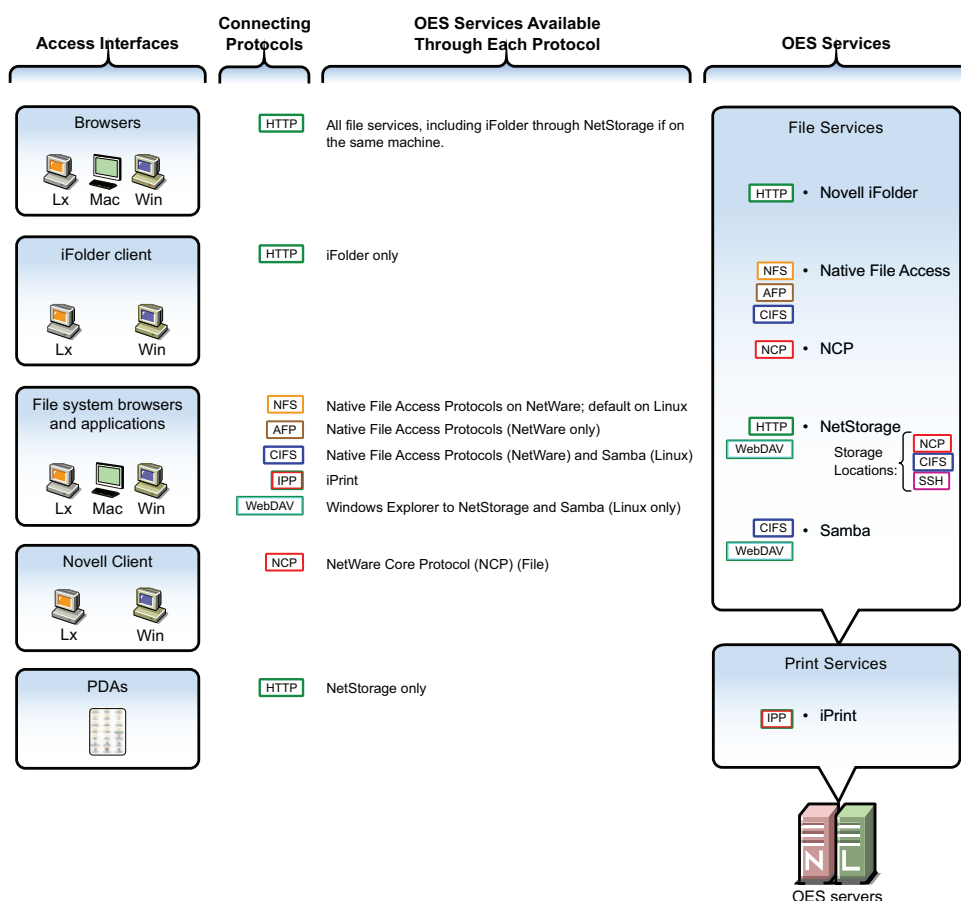 Access Interfaces
Connecting
Protocols
OES Services Available
Through Each Protocol
OES Services
Browsers
Lx Mac Win
HTTP
All file services, including iFolder through NetStorage if on
the same machine.
iFolder client
Lx Win
HTTP
iFolder only
File system browsers
and applications
Lx Mac Win
NFS
Native File Access Protocols on NetWare; default on Linux
AFP
Native File Access Protocols (NetWare only)
CIFS
Native File Access Protocols (NetWare) and Samba (Linux)
IPP
iPrint
WebDAV
Windows Explorer to NetStorage and Samba (Linux only)
Novell Client
Lx Win
NCP
NetWare Core Protocol (NCP) (File)
PDAs
HTTP
NetStorage only
File Services
HTTP • Novell iFolder
NFS • Native File Access
AFP
CIFS
NCP • NCP
HTTP • NetStorage
WebDAV
Storage
Locations:
NCP
CIFS
SSH
CIFS • Samba
WebDAV
Print Services
IPP • iPrint
N L
OES servers